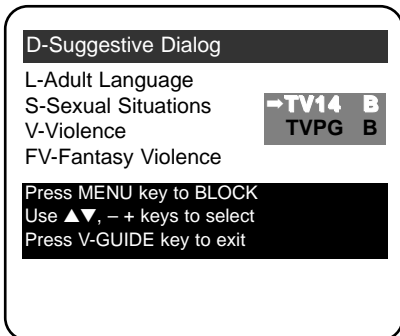 D-Suggestive Dialog
L-Adult Language
S-Sexual Situations
V-Violence
FV-Fantasy Violence
➡TV14 B
TVPG B
Press MENU key to BLOCK
Use ▲▼, – + keys to select
Press V-GUIDE key to exit